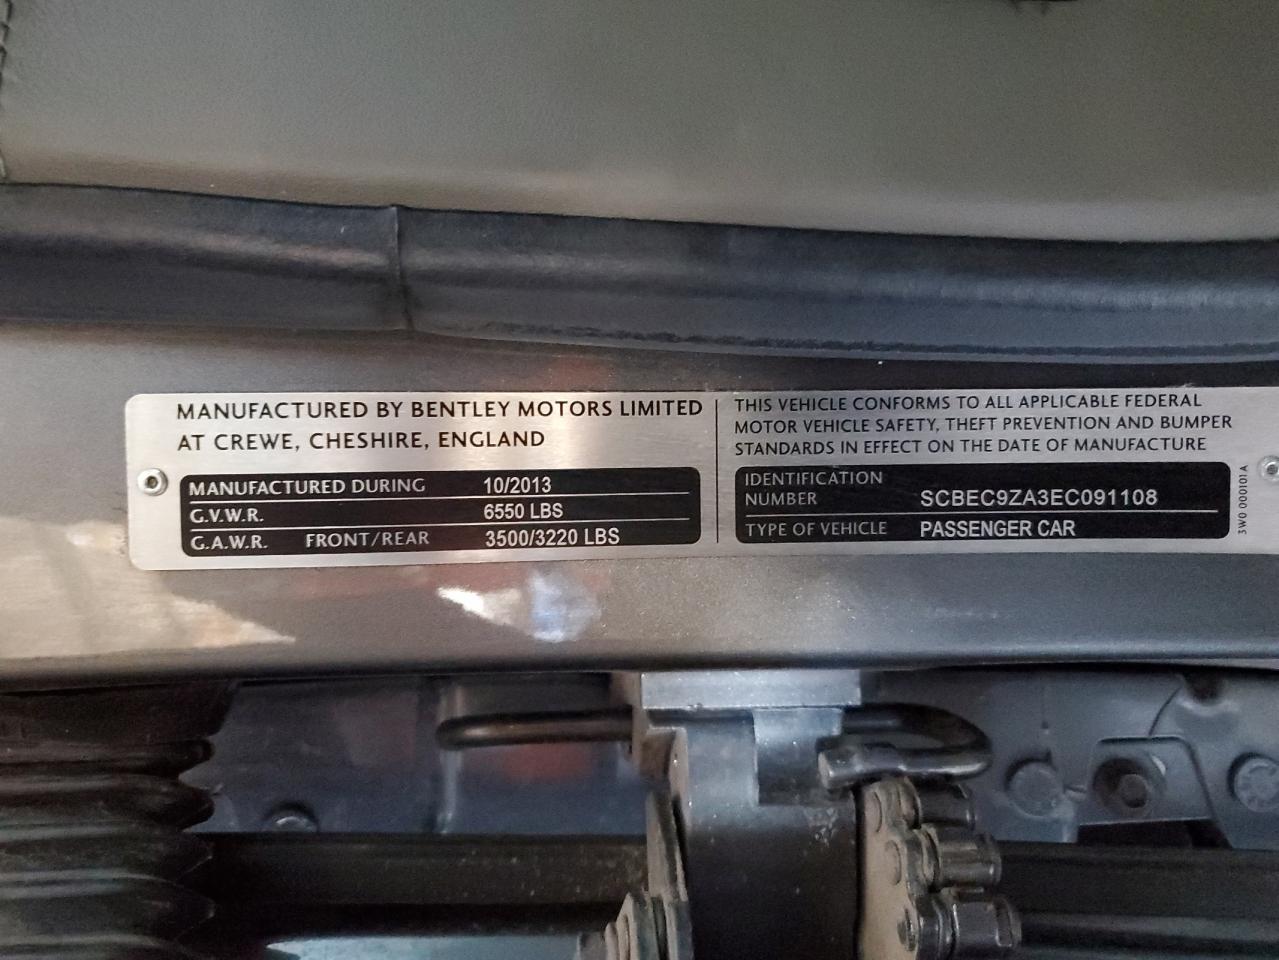 MANUFACTURED BY BENTLEY MOTORS LIMITED
AT CREWE, CHESHIRE, ENGLAND
MANUFACTURED DURING 10/2013
G.V.W.R. 6550 LBS
G.A.W.R. FRONT/REAR 3500/3220 LBS
THIS VEHICLE CONFORMS TO ALL APPLICABLE FEDERAL
MOTOR VEHICLE SAFETY, THEFT PREVENTION AND BUMPER
STANDARDS IN EFFECT ON THE DATE OF MANUFACTURE
IDENTIFICATION
NUMBER SCBEC9ZA3EC091108
TYPE OF VEHICLE PASSENGER CAR
3W0 000101A